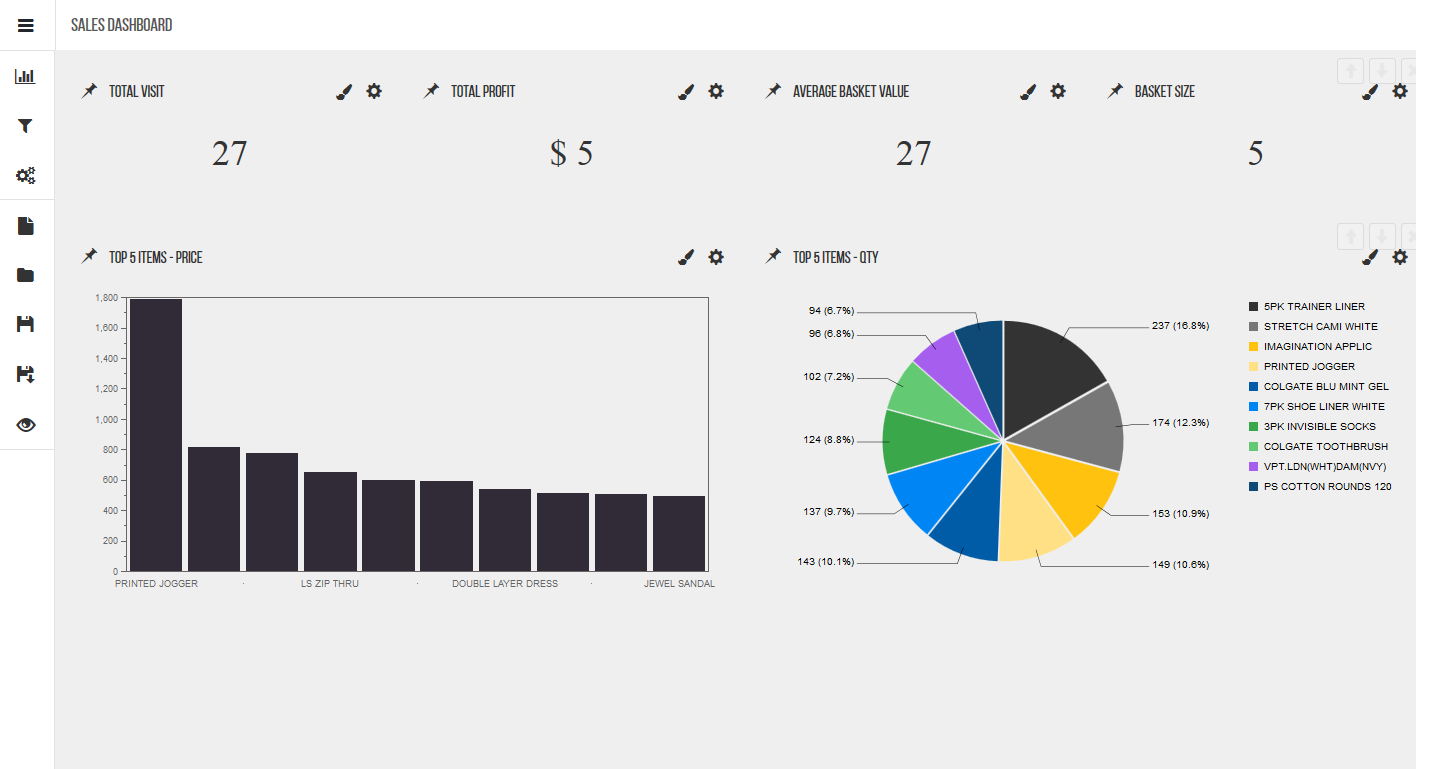 SALES DASHBOARD
TOTAL VISIT
TOTAL PROFIT
AVERAGE BASKET VALUE
BASKET SIZE
27
$ 5
27
5
TOP 5 ITEMS - PRICE
1,800
1,600
1,400
1,200
1,000
800
600
400
200
0
PRINTED JOGGER
LS ZIP THRU
DOUBLE LAYER DRESS
JEWEL SANDAL
TOP 5 ITEMS - QTY
94 (6.7%)
96 (6.8%)
102 (7.2%)
124 (8.8%)
137 (9.7%)
143 (10.1%)
237 (16.8%)
174 (12.3%)
153 (10.9%)
149 (10.6%)
5PK TRAINER LINER
STRETCH CAMI WHITE
IMAGINATION APPLIC
PRINTED JOGGER
COLGATE BLU MINT GEL
7PK SHOE LINER WHITE
3PK INVISIBLE SOCKS
COLGATE TOOTHBRUSH
VPT.LDN(WHT)DAM(NVY)
PS COTTON ROUNDS 120